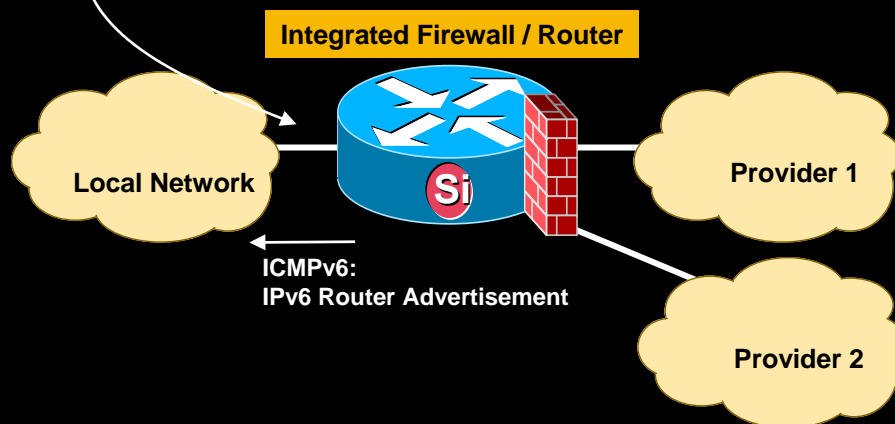 Integrated Firewall / Router
Local Network
Si
Provider 1
ICMPv6:
IPv6 Router Advertisement
Provider 2